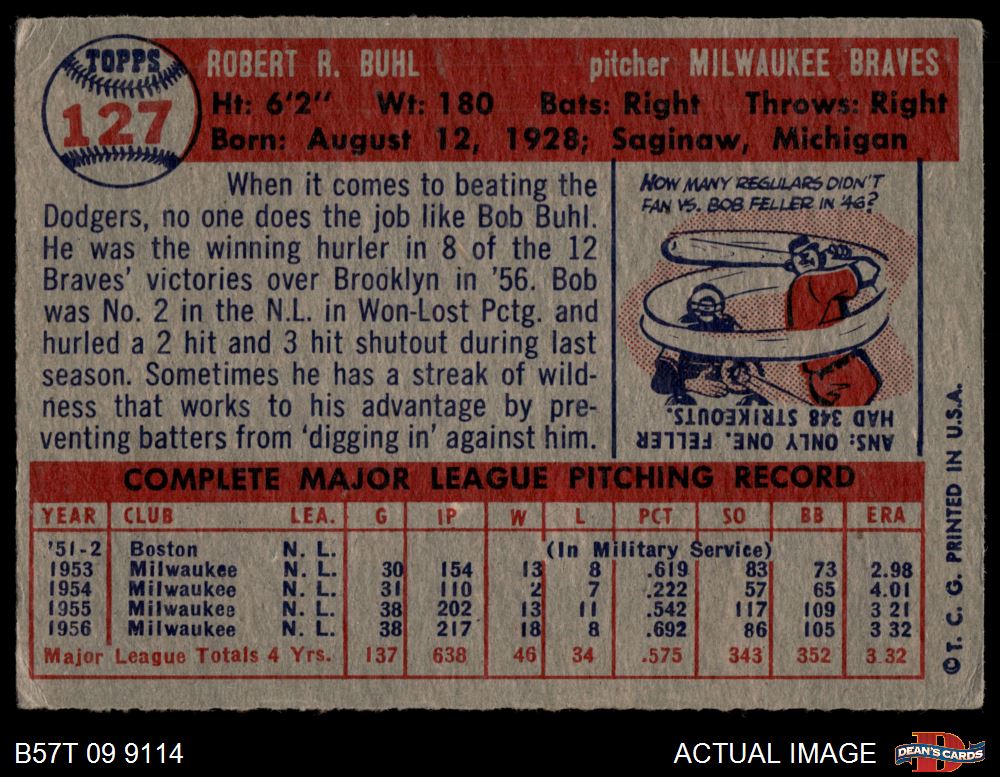 TOPPS
127
ROBERT R. BUHL pitcher MILWAUKEE BRAVES
Ht: 6'2" Wt: 180 Bats: Right Throws: Right
Born: August 12, 1928; Saginaw, Michigan
When it comes to beating the
Dodgers, no one does the job like Bob Buhl.
He was the winning hurler in 8 of the 12
Braves' victories over Brooklyn in '56. Bob
was No. 2 in the N.L. in Won-Lost Pctg. and
hurled a 2 hit and 3 hit shutout during last
season. Sometimes he has a streak of wild-
ness that works to his advantage by pre-
venting batters from 'digging in' against him.
HOW MANY REGULARS DIDN'T
FAN VS. BOB FELLER IN '46?
ANS: ONLY ONE. FELLER
HAD 348 STRIKEOUTS.
COMPLETE MAJOR LEAGUE PITCHING RECORD
YEAR CLUB LEA. G IP W L PCT SO BB ERA
'51-2 Boston N. L. (In Military Service)
1953 Milwaukee N. L. 30 154 13 8 .619 83 73 2.98
1954 Milwaukee N. L. 31 110 2 7 .222 57 65 4.01
1955 Milwaukee N. L. 38 202 13 11 .542 117 109 3 21
1956 Milwaukee N. L. 38 217 18 8 .692 86 105 3 32
Major League Totals 4 Yrs. 137 638 46 34 .575 343 352 3.32
© T. C. G. PRINTED IN U.S.A.
B57T 09 9114
ACTUAL IMAGE
DEAN'S CARDS